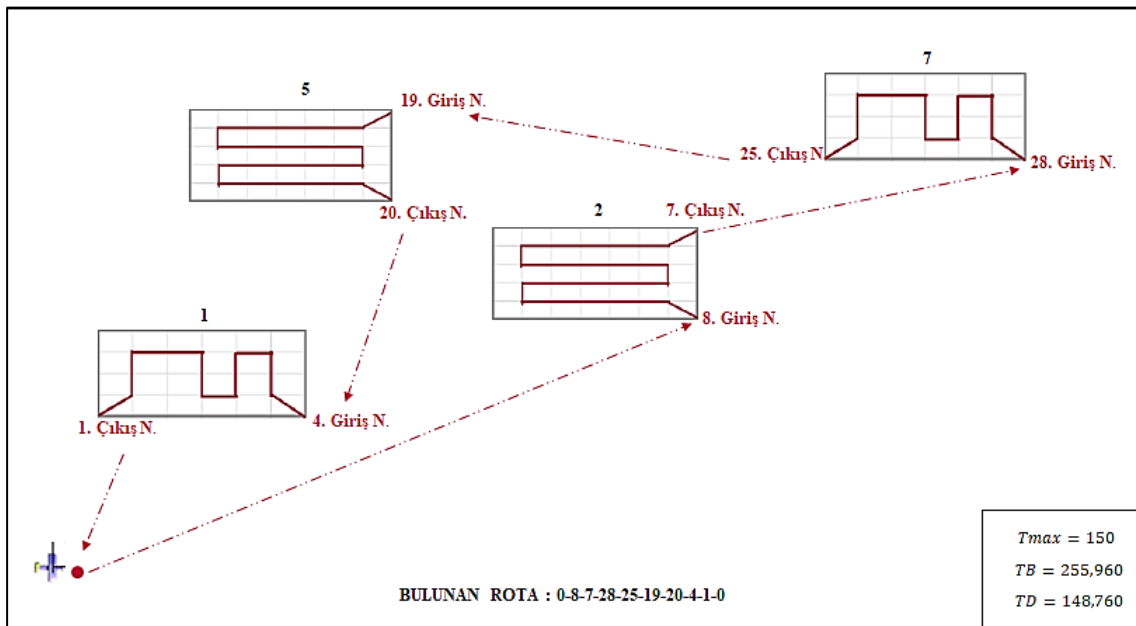 7
5
19. Giriş N.
25. Çıkış N.
28. Giriş N.
20. Çıkış N.
2
7. Çıkış N.
8. Giriş N.
1
1. Çıkış N.
4. Giriş N.
BULUNAN ROTA : 0-8-7-28-25-19-20-4-1-0
Tmax = 150
TB = 255,960
TD = 148,760